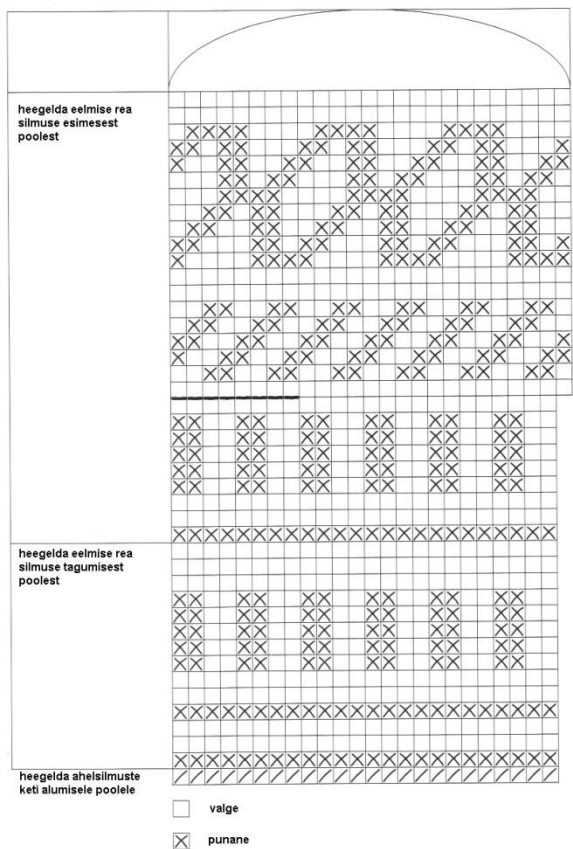 heegelda eelmise rea
silmuse esimesest
poolest
heegelda eelmise rea
silmuse tagumisest
poolest
heegelda ahelsilmuste
keti alumisele poolele
valge
punane